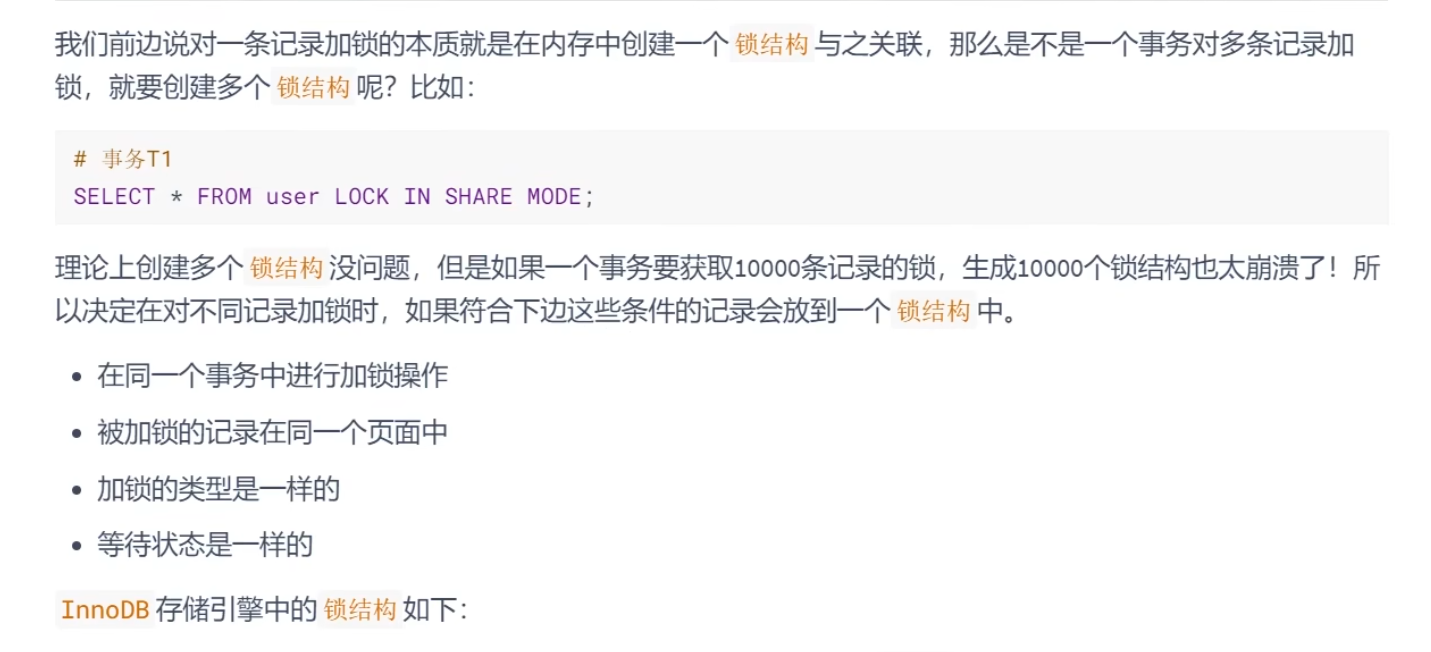 我们前边说对一条记录加锁的本质就是在内存中创建一个 锁结构 与之关联，那么是不是一个事务对多条记录加
锁，就要创建多个 锁结构 呢？比如：
# 事务T1
SELECT * FROM user LOCK IN SHARE MODE;
理论上创建多个 锁结构 没问题，但是如果一个事务要获取10000条记录的锁，生成10000个锁结构也太崩溃了！所
以决定在对不同记录加锁时，如果符合下边这些条件的记录会放到一个 锁结构 中。
• 在同一个事务中进行加锁操作
• 被加锁的记录在同一个页面中
• 加锁的类型是一样的
• 等待状态是一样的
InnoDB 存储引擎中的 锁结构 如下：